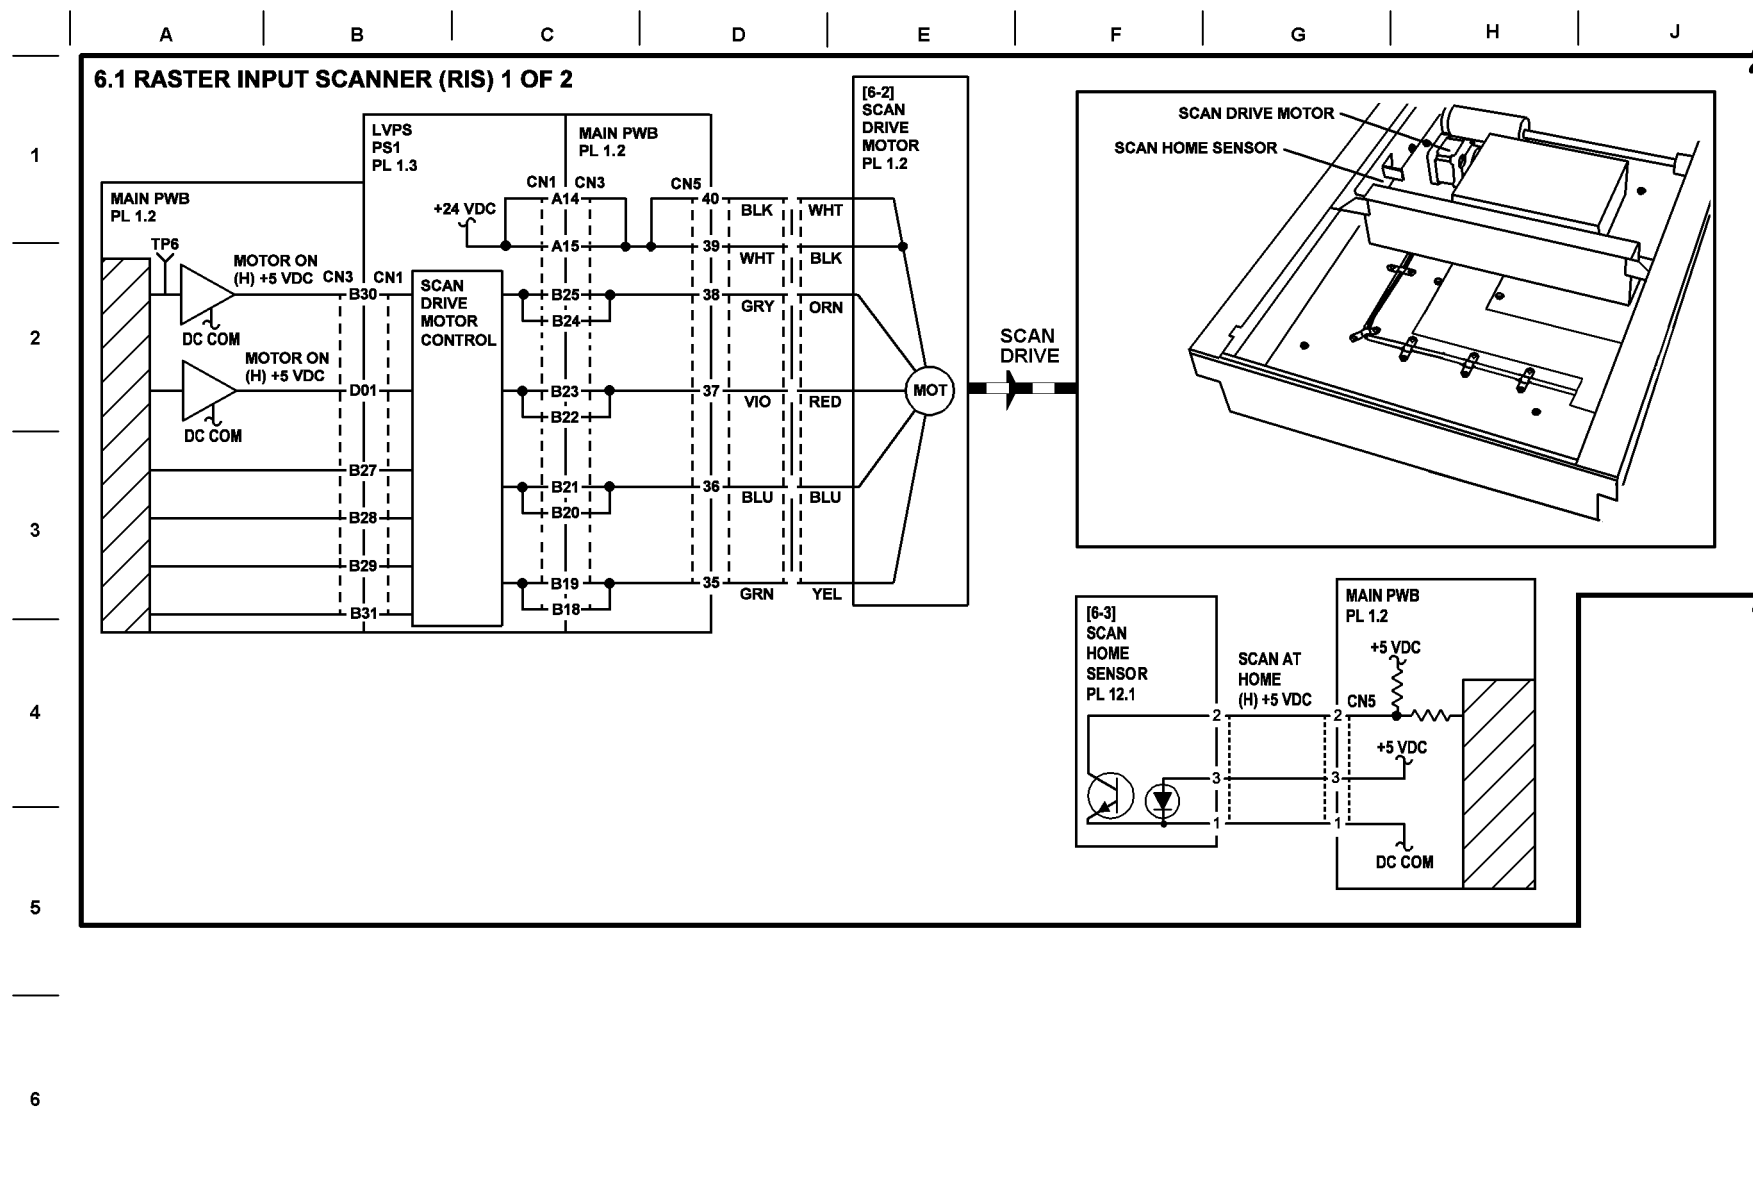 A B C D E F G H J
1
2
3
4
5
6
6.1 RASTER INPUT SCANNER (RIS) 1 OF 2
MAIN PWB
PL 1.2
TP6
MOTOR ON
(H) +5 VDC
DC COM
MOTOR ON
(H) +5 VDC
DC COM
LVPS
PS1
PL 1.3
CN3 CN1
B30
D01
B27
B28
B29
B31
SCAN
DRIVE
MOTOR
CONTROL
+24 VDC
MAIN PWB
PL 1.2
CN1 CN3
A14
A15
B25
B24
B23
B22
B21
B20
B19
B18
CN5
40
39
38
37
36
35
BLK WHT
WHT BLK
GRY ORN
VIO RED
BLU BLU
GRN YEL
[6-2]
SCAN
DRIVE
MOTOR
PL 1.2
MOT
SCAN
DRIVE
SCAN DRIVE MOTOR
SCAN HOME SENSOR
[6-3]
SCAN
HOME
SENSOR
PL 12.1
2
3
1
SCAN AT
HOME
(H) +5 VDC
MAIN PWB
PL 1.2
+5 VDC
CN5
2
3
1
+5 VDC
DC COM